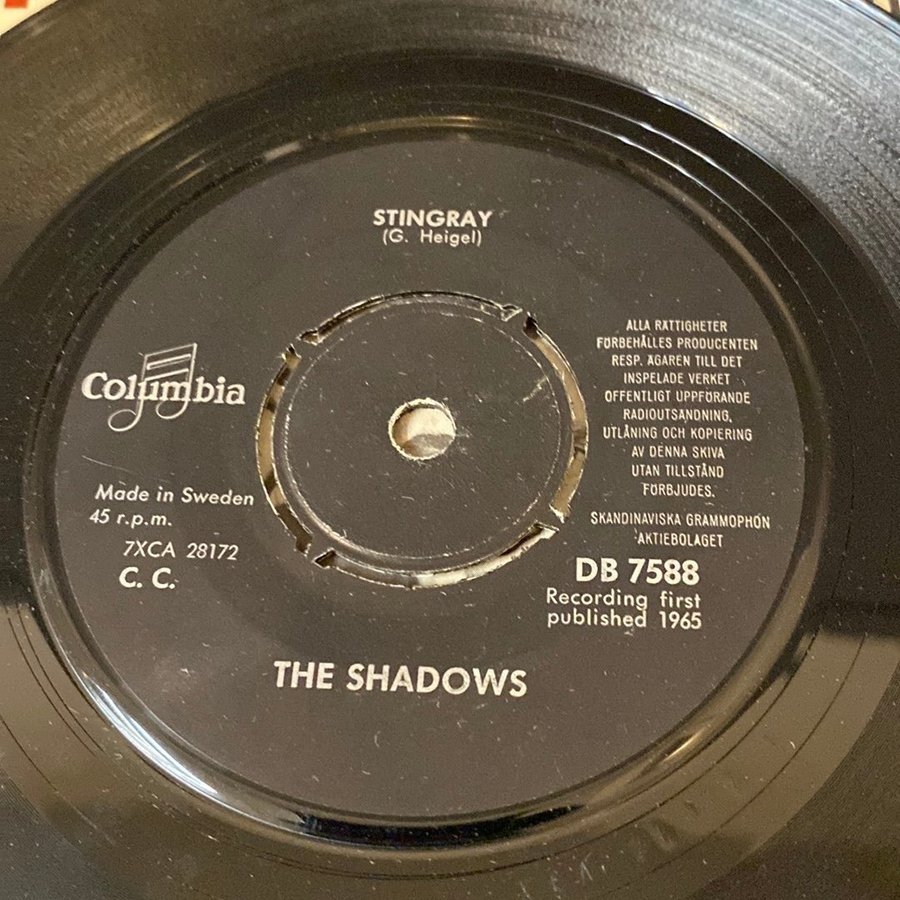 STINGRAY
(G. Heigel)
Columbia
Made in Sweden
45 r.p.m.
7XCA 28172
C. C.
ALLA RÄTTIGHETER
FÖRBEHÅLLES PRODUCENTEN
RESP. ÄGAREN TILL DET
INSPELADE VERKET
OFFENTLIGT UPPFÖRANDE
RADIOUTSÄNDNING,
UTLÅNING OCH KOPIERING
AV DENNA SKIVA
UTAN TILLSTÅND
FÖRBJUDES.
SKANDINAVISKA GRAMMOPHON
AKTIEBOLAGET
DB 7588
Recording first
published 1965
THE SHADOWS